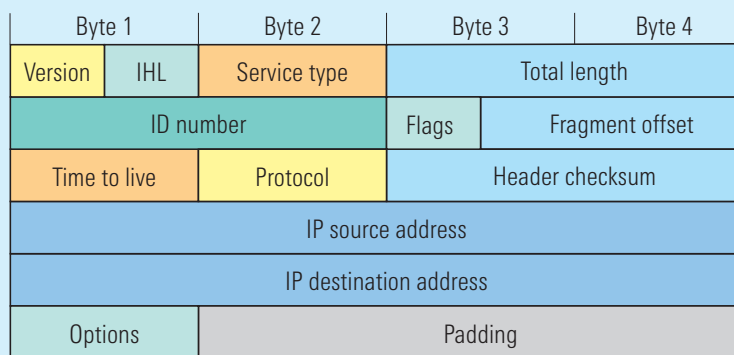 Byte 1 Byte 2 Byte 3 Byte 4
Version IHL Service type Total length
ID number Flags Fragment offset
Time to live Protocol Header checksum
IP source address
IP destination address
Options Padding